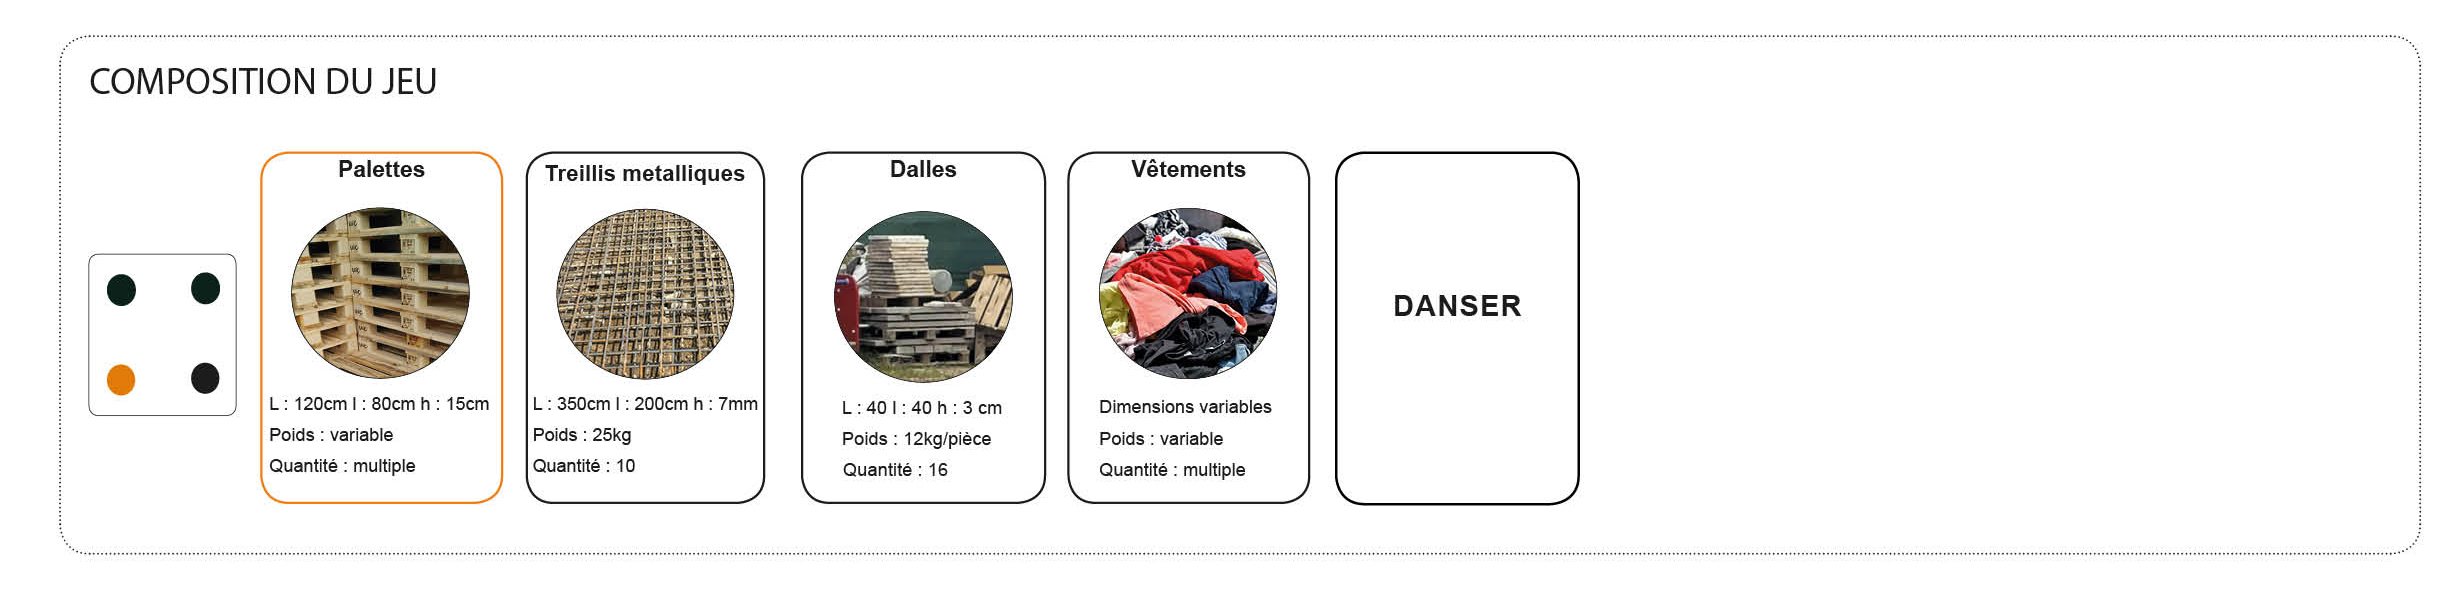 COMPOSITION DU JEU
Palettes
L : 120cm l : 80cm h : 15cm
Poids : variable
Quantité : multiple
Treillis metalliques
L : 350cm l : 200cm h : 7mm
Poids : 25kg
Quantité : 10
Dalles
L : 40 l : 40 h : 3 cm
Poids : 12kg/pièce
Quantité : 16
Vêtements
Dimensions variables
Poids : variable
Quantité : multiple
DANSER